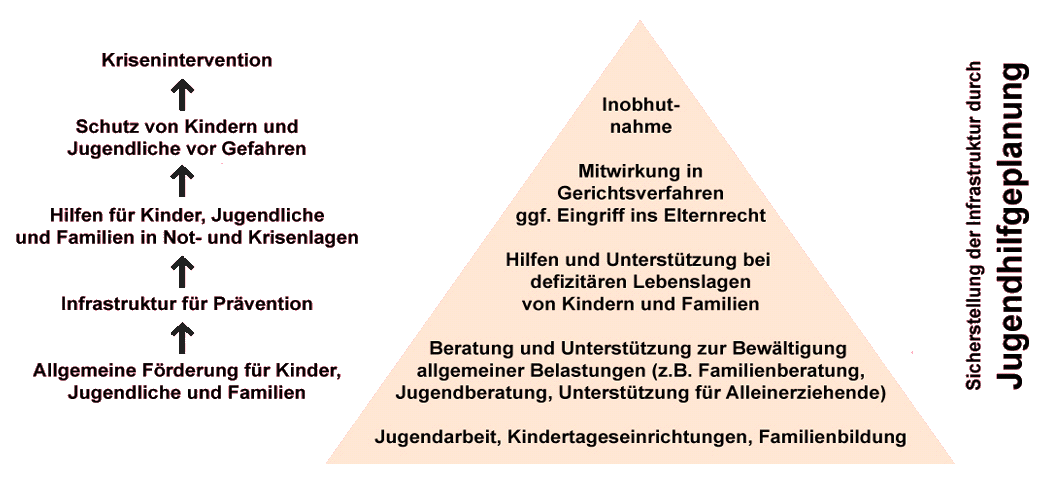 Krisenintervention
Schutz von Kindern und
Jugendliche vor Gefahren
Hilfen für Kinder, Jugendliche
und Familien in Not- und Krisenlagen
Infrastruktur für Prävention
Allgemeine Förderung für Kinder,
Jugendliche und Familien
Inobhut-
nahme
Mitwirkung in
Gerichtsverfahren
ggf. Eingriff ins Elternrecht
Hilfen und Unterstützung bei
defizitären Lebenslagen
von Kindern und Familien
Beratung und Unterstützung zur Bewältigung
allgemeiner Belastungen (z.B. Familienberatung,
Jugendberatung, Unterstützung für Alleinerziehende)
Jugendarbeit, Kindertageseinrichtungen, Familienbildung
Sicherstellung der Infrastruktur durch
Jugendhilfgeplanung